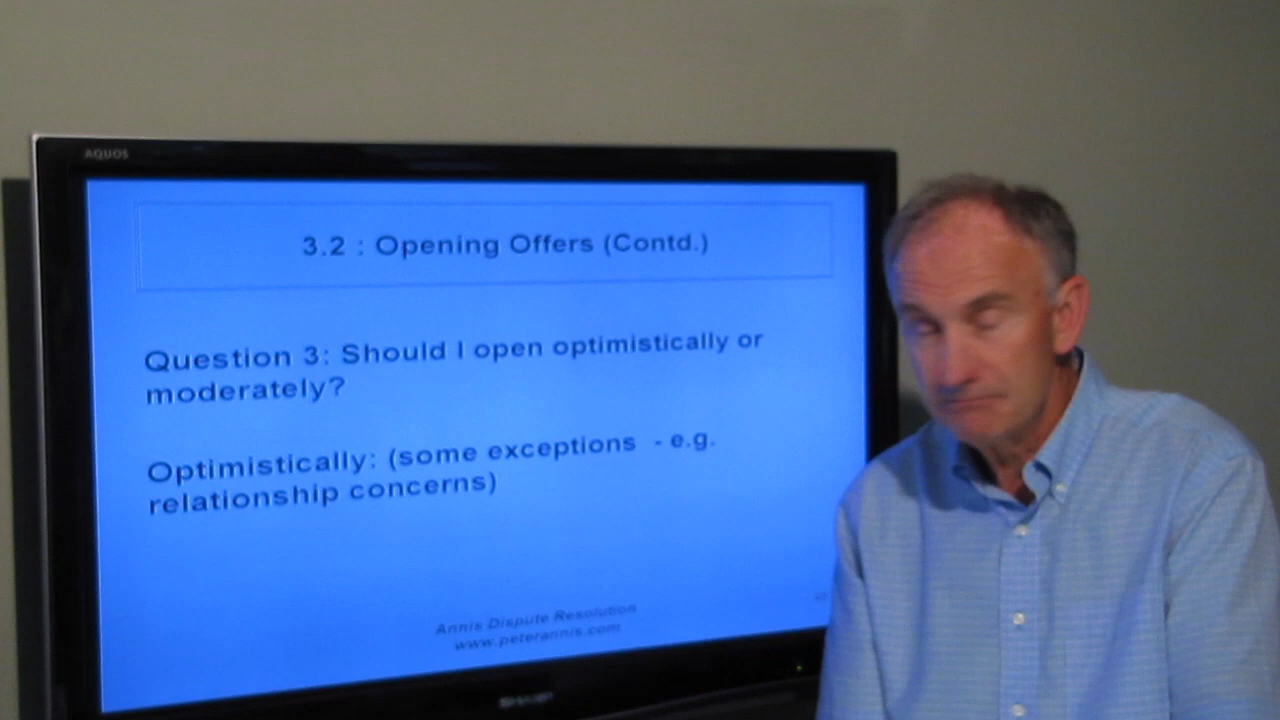 AQUOS
3.2 : Opening Offers (Contd.)
Question 3: Should I open optimistically or
moderately?
Optimistically: (some exceptions - e.g.
relationship concerns)
Annis Dispute Resolution
www.peterannis.com
SHARP